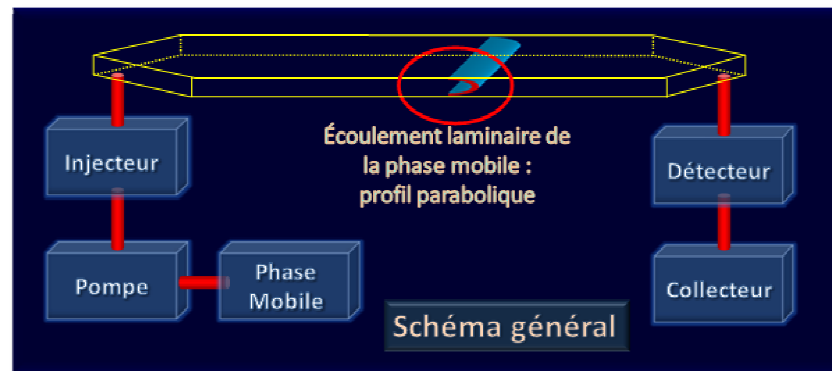 Écoulement laminaire de
la phase mobile :
profil parabolique
Injecteur
Détecteur
Pompe
Phase
Mobile
Collecteur
Schéma général